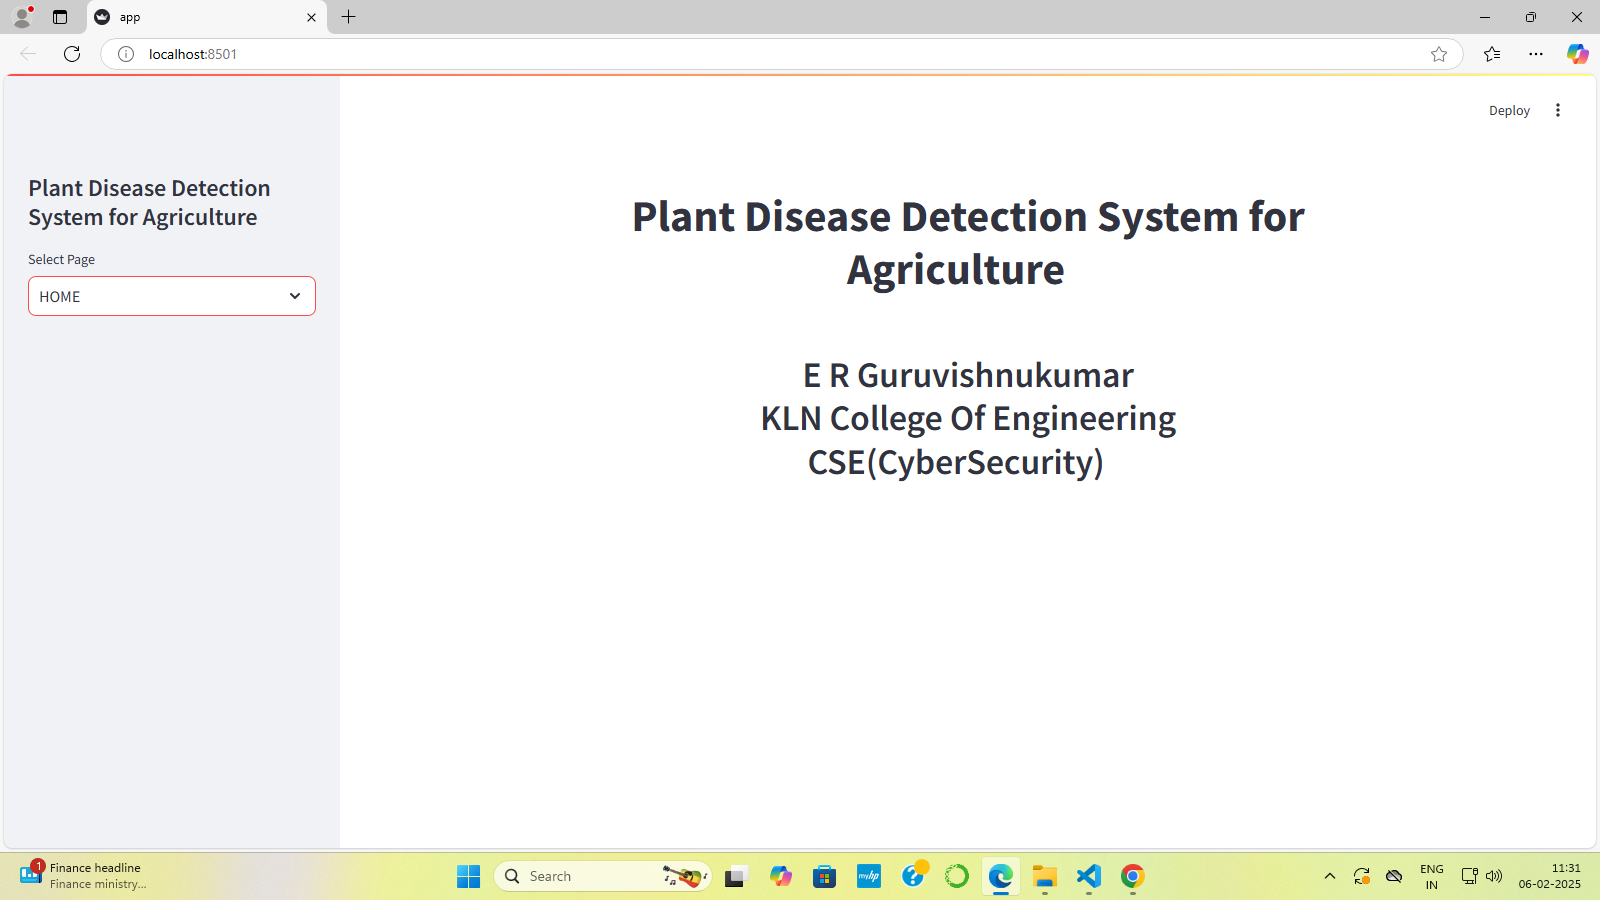 app
localhost:8501
Deploy
Plant Disease Detection
System for Agriculture
Select Page
HOME
Plant Disease Detection System for
Agriculture
E R Guruvishnukumar
KLN College Of Engineering
CSE(CyberSecurity)
1
Finance headline
Finance ministry...
Search
myhp
ENG
IN
11:31
06-02-2025